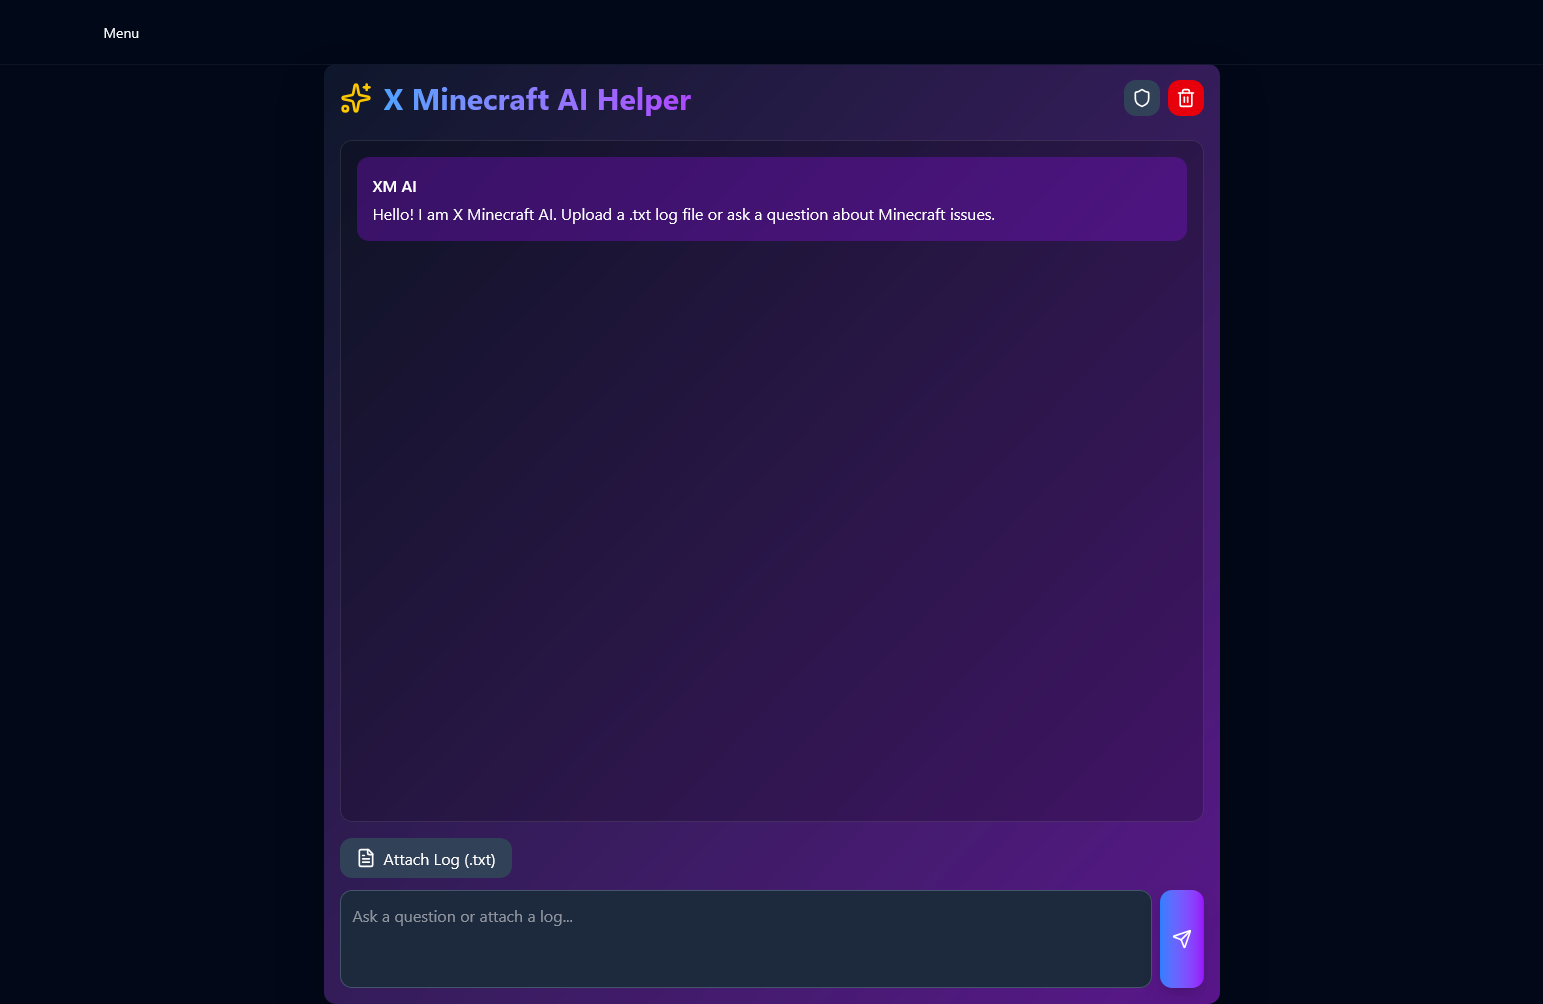 Menu
X Minecraft AI Helper
XM AI
Hello! I am X Minecraft AI. Upload a .txt log file or ask a question about Minecraft issues.
Attach Log (.txt)
Ask a question or attach a log...